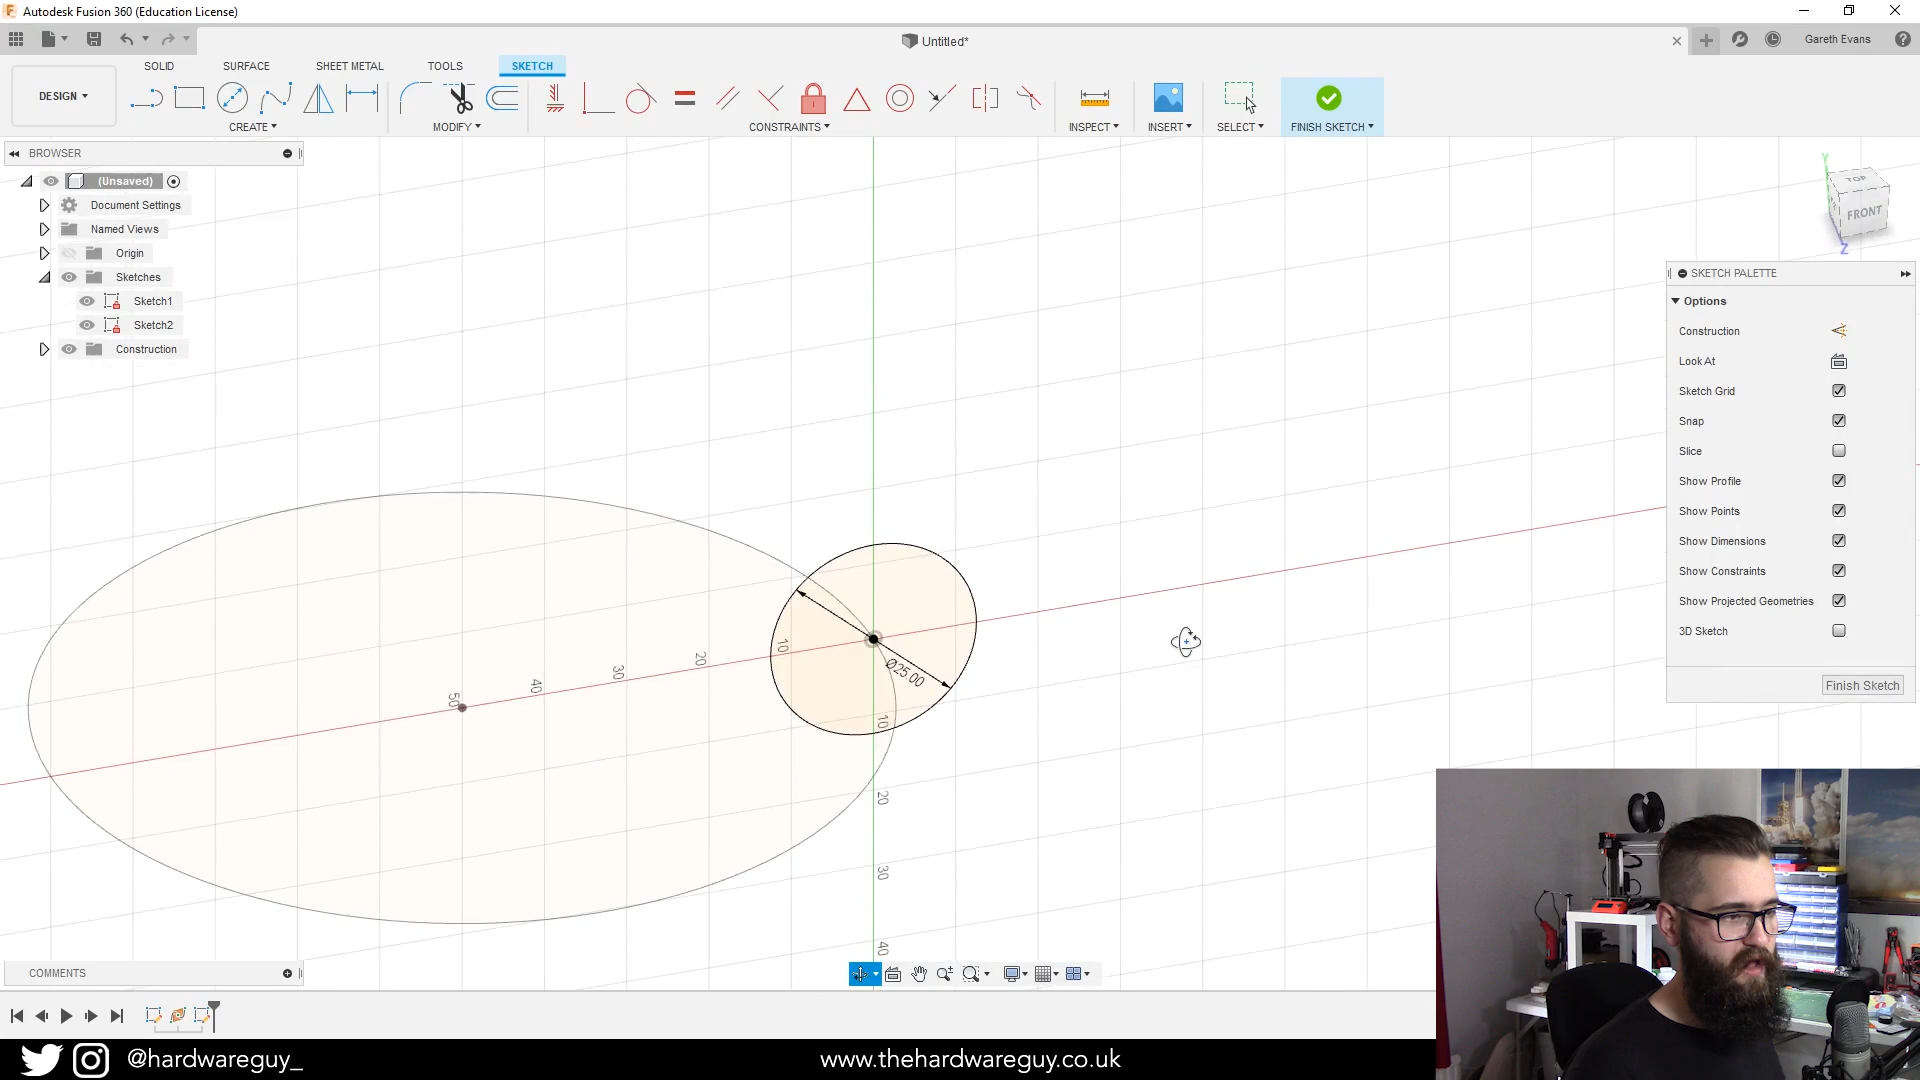 Autodesk Fusion 360 (Education License)
Untitled*
Gareth Evans
DESIGN
SOLID
SURFACE
SHEET METAL
TOOLS
SKETCH
CREATE
MODIFY
CONSTRAINTS
INSPECT
INSERT
SELECT
FINISH SKETCH
BROWSER
(Unsaved)
Document Settings
Named Views
Origin
Sketches
Sketch1
Sketch2
Construction
Y
TOP
FRONT
Z
SKETCH PALETTE
Options
Construction
Look At
Sketch Grid
Snap
Slice
Show Profile
Show Points
Show Dimensions
Show Constraints
Show Projected Geometries
3D Sketch
Finish Sketch
50
40
30
20
10
Ø25.00
10
20
30
40
COMMENTS
@hardwareguy_
www.thehardwareguy.co.uk